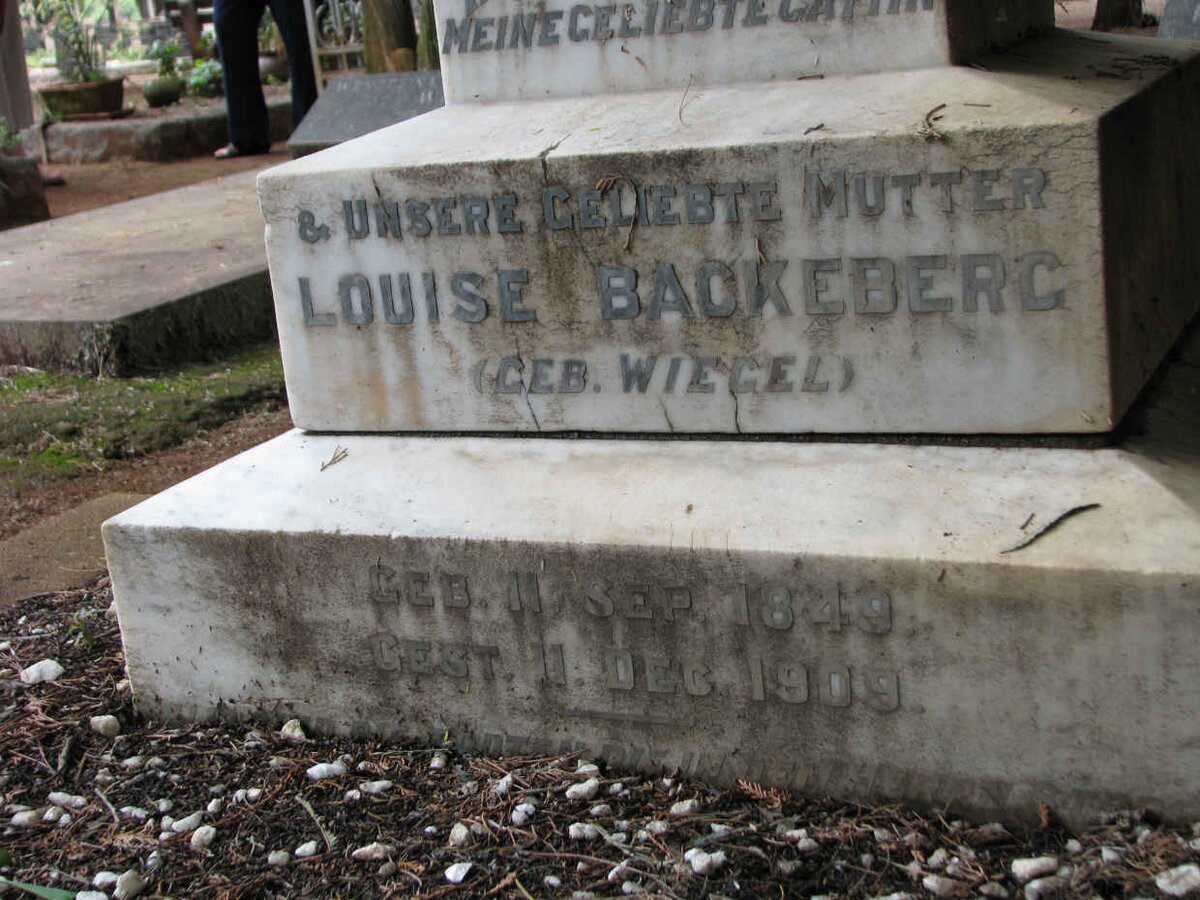 MEINE GELIEBTE GATTIN
& UNSERE GELIEBTE MUTTER
LOUISE BACKEBERG
(GEB. WIEGEL)
GEB. 11 SEP. 1849
GEST. 11. DEC. 1909